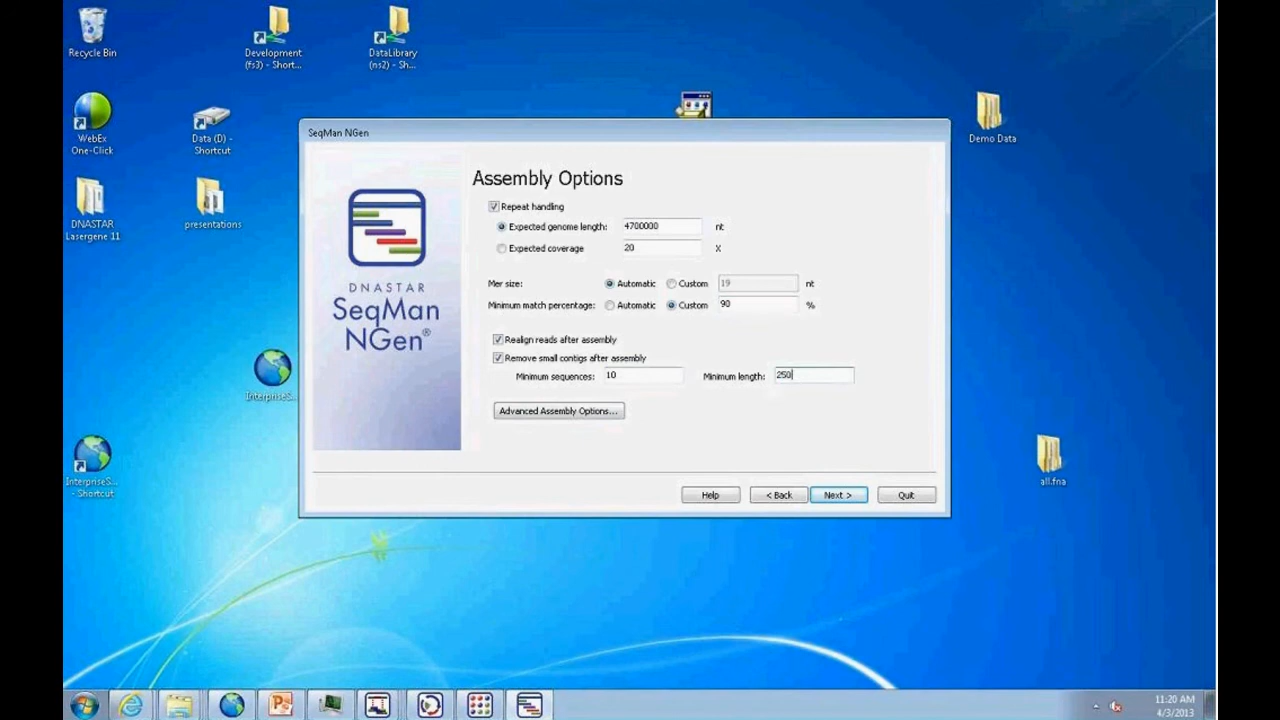 Recycle Bin
Development
(fs3) - Short...
DataLibrary
(ns2) - Sh...
WebEx
One-Click
Data (D) -
Shortcut
Demo Data
DNASTAR
Lasergene 11
presentations
InterpriseS...
InterpriseS...
- Shortcut
all.fna
SeqMan NGen
DNASTAR
SeqMan
NGen®
Assembly Options
Repeat handling
Expected genome length: 4700000 nt
Expected coverage 20 X
Mer size: Automatic Custom 19 nt
Minimum match percentage: Automatic Custom 90 %
Realign reads after assembly
Remove small contigs after assembly
Minimum sequences: 10 Minimum length: 250
Advanced Assembly Options...
Help < Back Next > Quit
11:20 AM
4/3/2013